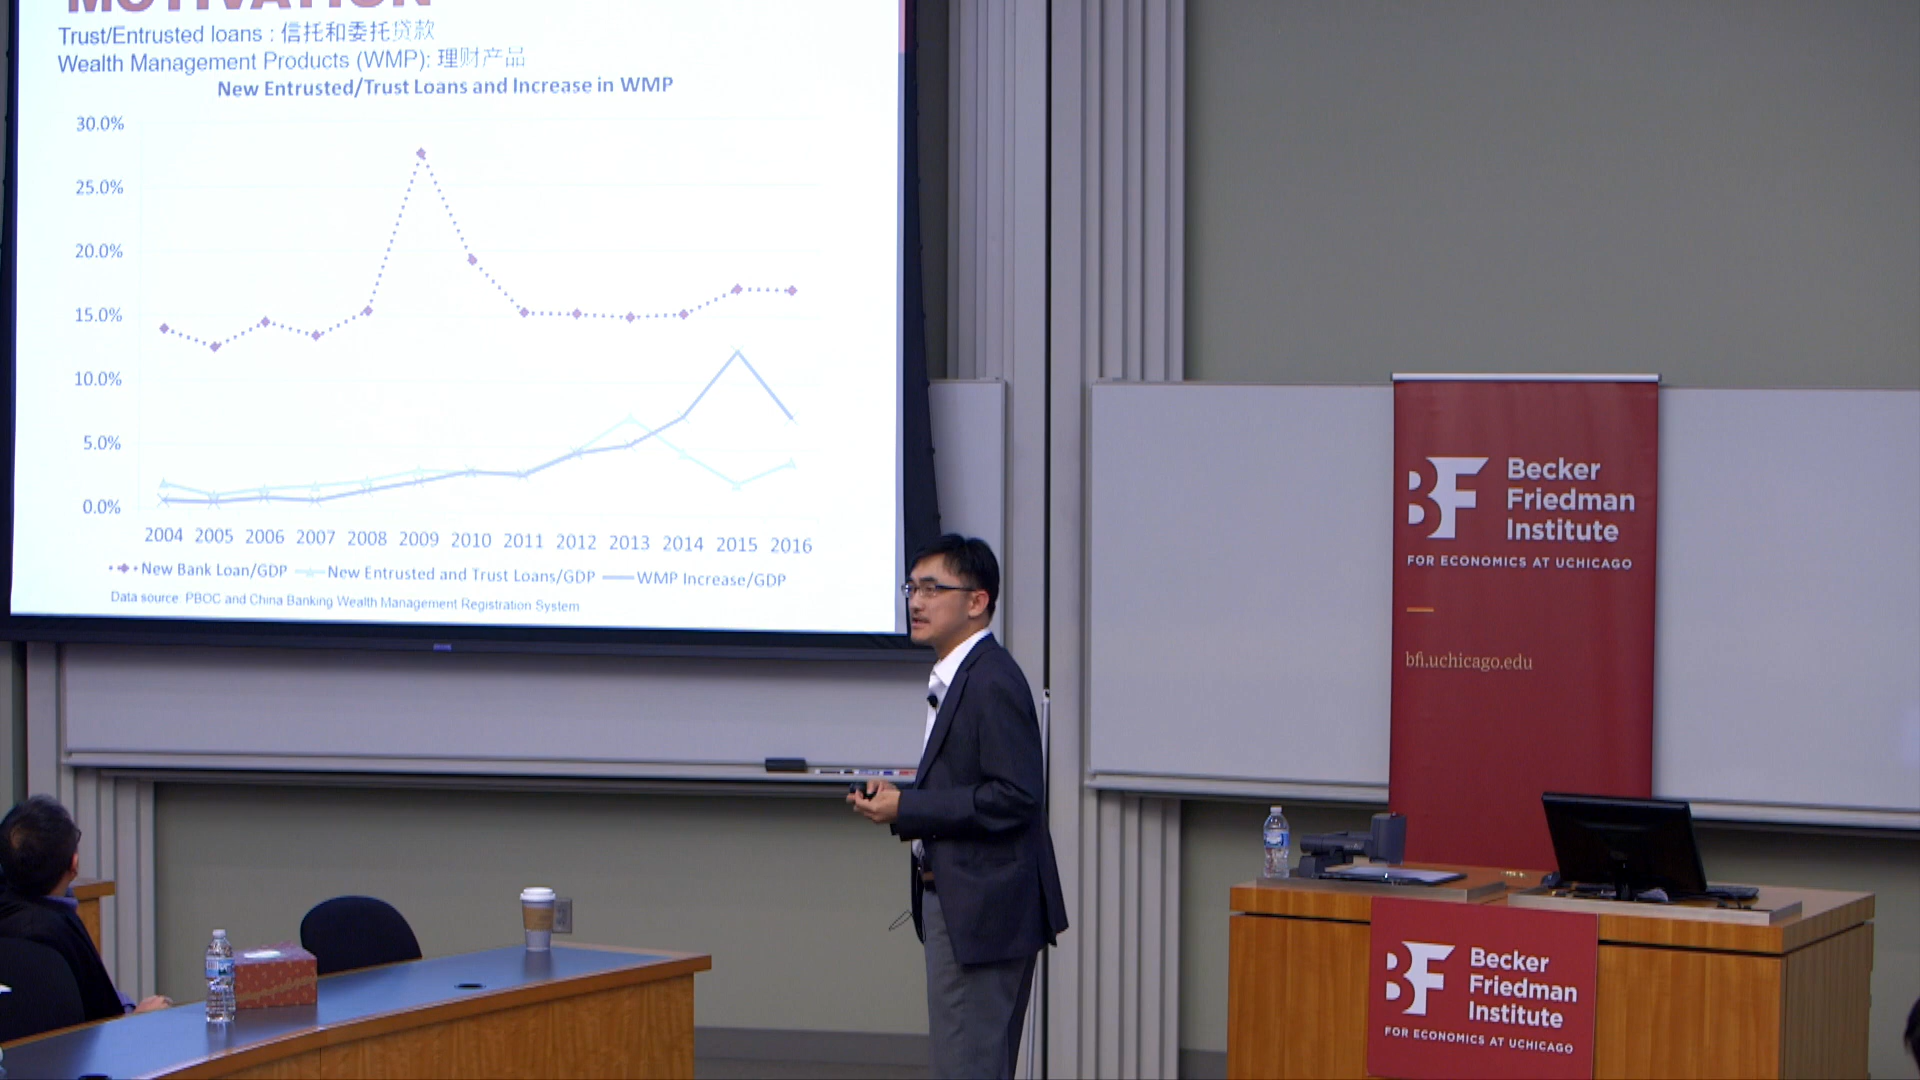 MOTIVATION
Trust/Entrusted loans : 信托和委托贷款
Wealth Management Products (WMP): 理财产品
New Entrusted/Trust Loans and Increase in WMP
30.0%
25.0%
20.0%
15.0%
10.0%
5.0%
0.0%
2004 2005 2006 2007 2008 2009 2010 2011 2012 2013 2014 2015 2016
New Bank Loan/GDP New Entrusted and Trust Loans/GDP WMP Increase/GDP
Data source: PBOC and China Banking Wealth Management Registration System
BF
Becker
Friedman
Institute
FOR ECONOMICS AT UCHICAGO
bfi.uchicago.edu
BF
Becker
Friedman
Institute
FOR ECONOMICS AT UCHICAGO